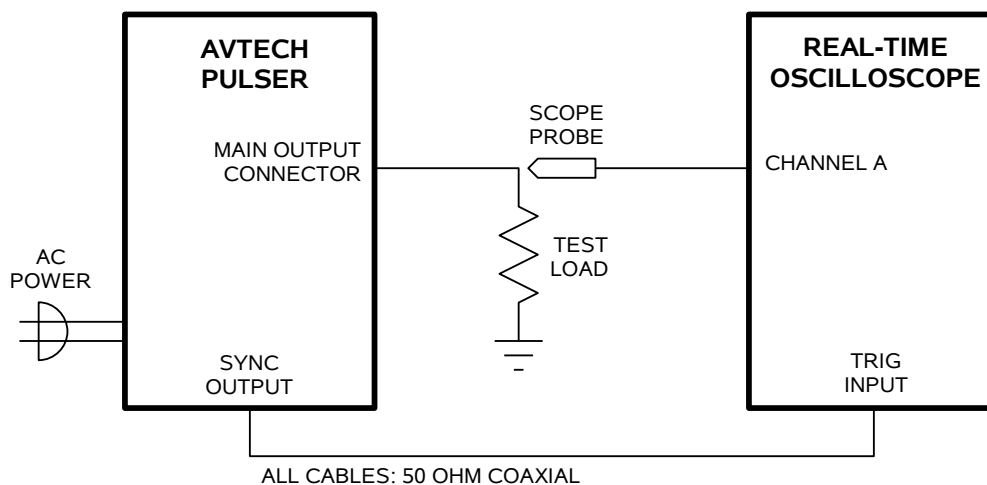 AVTECH
PULSER
REAL-TIME
OSCILLOSCOPE
SCOPE
PROBE
MAIN OUTPUT
CONNECTOR
CHANNEL A
TEST
LOAD
AC
POWER
SYNC
OUTPUT
TRIG
INPUT
ALL CABLES: 50 OHM COAXIAL